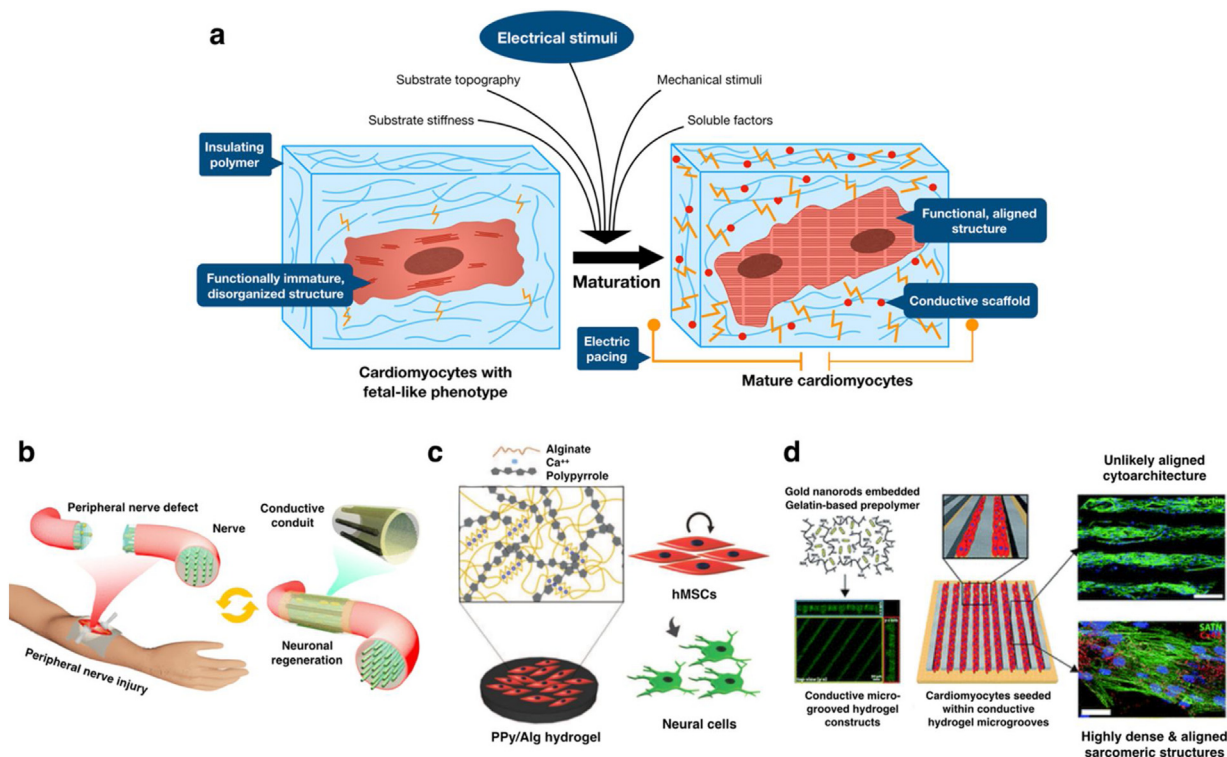 a
Electrical stimuli
Substrate topography
Mechanical stimuli
Substrate stiffness
Soluble factors
Insulating
polymer
Functional, aligned
structure
Functionally immature,
disorganized structure
Maturation
Conductive scaffold
Electric
pacing
Cardiomyocytes with
fetal-like phenotype
Mature cardiomyocytes
b
Peripheral nerve defect
Nerve
Conductive
conduit
Peripheral nerve injury
Neuronal
regeneration
c
Alginate
Ca++
Polypyrrole
hMSCs
PPy/Alg hydrogel
Neural cells
d
Gold nanorods embedded
Gelatin-based prepolymer
Conductive micro-
grooved hydrogel
constructs
Cardiomyocytes seeded
within conductive
hydrogel microgrooves
Unlikely aligned
cytoarchitecture
F-actin
SATN
Highly dense & aligned
sarcomeric structures